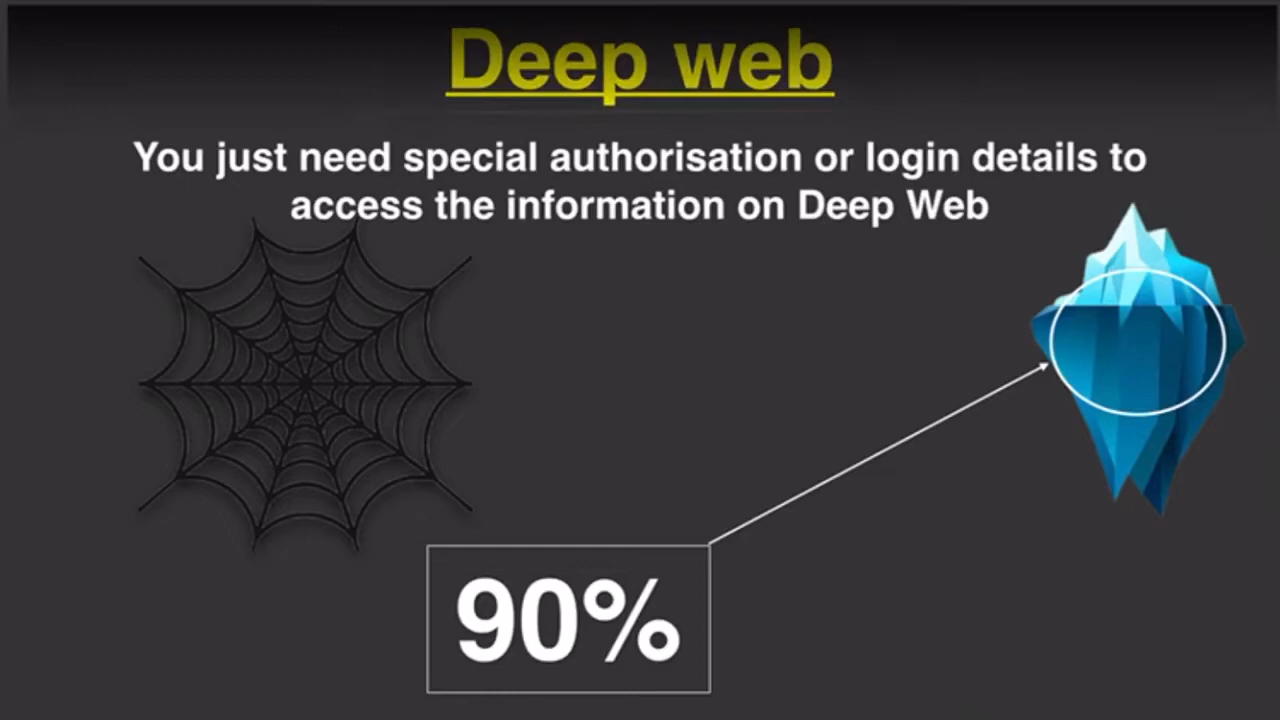 Deep web
You just need special authorisation or login details to
access the information on Deep Web
90%